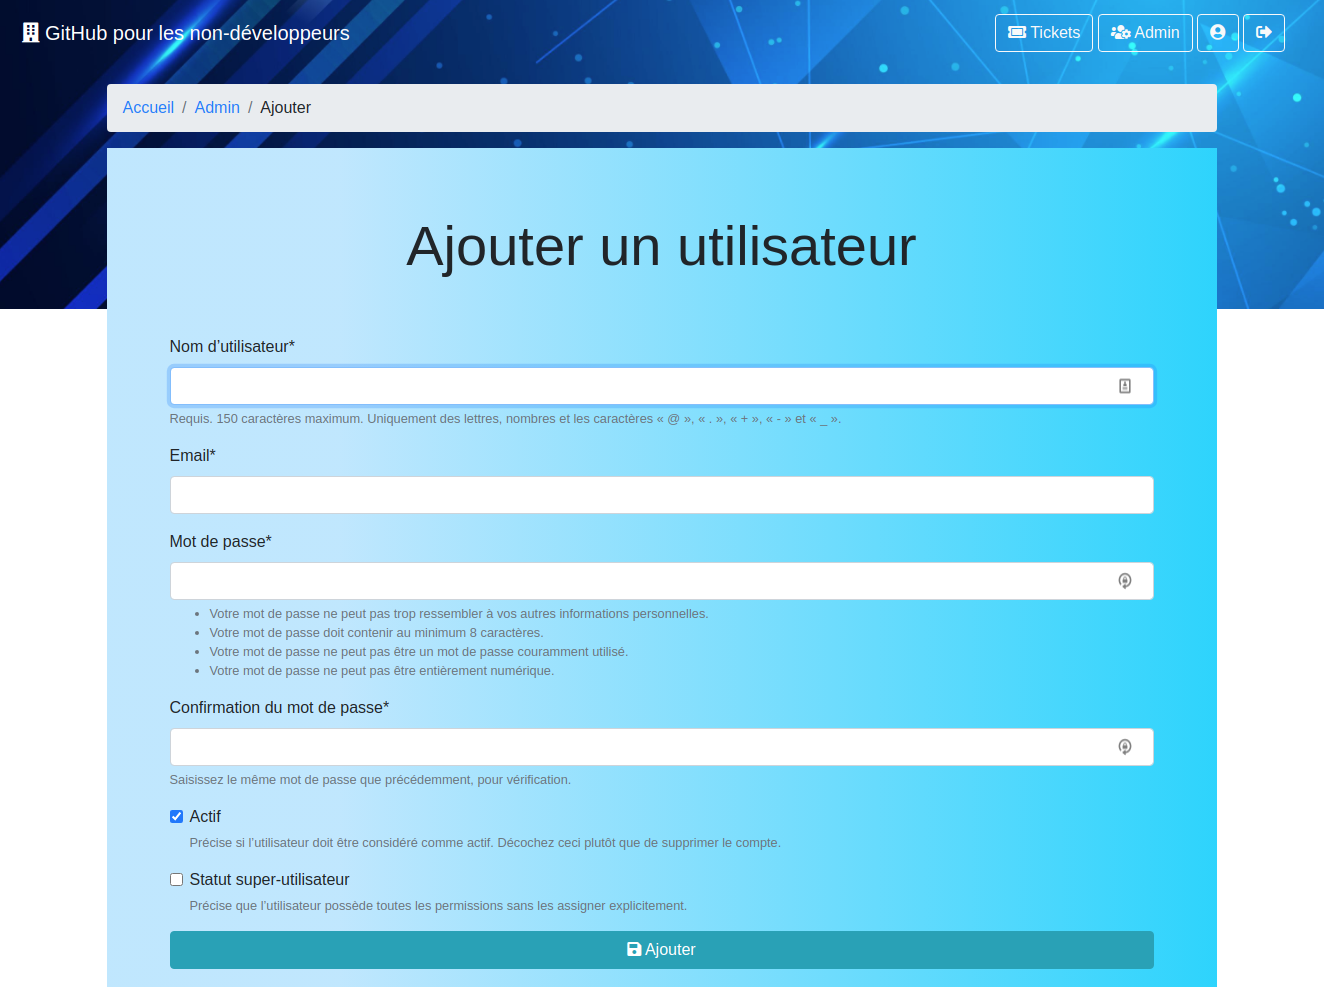 GitHub pour les non-développeurs
Tickets
Admin
Accueil / Admin / Ajouter
Ajouter un utilisateur
Nom d’utilisateur*
Requis. 150 caractères maximum. Uniquement des lettres, nombres et les caractères « @ », « . », « + », « - » et « _ ».
Email*
Mot de passe*
• Votre mot de passe ne peut pas trop ressembler à vos autres informations personnelles.
• Votre mot de passe doit contenir au minimum 8 caractères.
• Votre mot de passe ne peut pas être un mot de passe couramment utilisé.
• Votre mot de passe ne peut pas être entièrement numérique.
Confirmation du mot de passe*
Saisissez le même mot de passe que précédemment, pour vérification.
Actif
Précise si l’utilisateur doit être considéré comme actif. Décochez ceci plutôt que de supprimer le compte.
Statut super-utilisateur
Précise que l’utilisateur possède toutes les permissions sans les assigner explicitement.
Ajouter